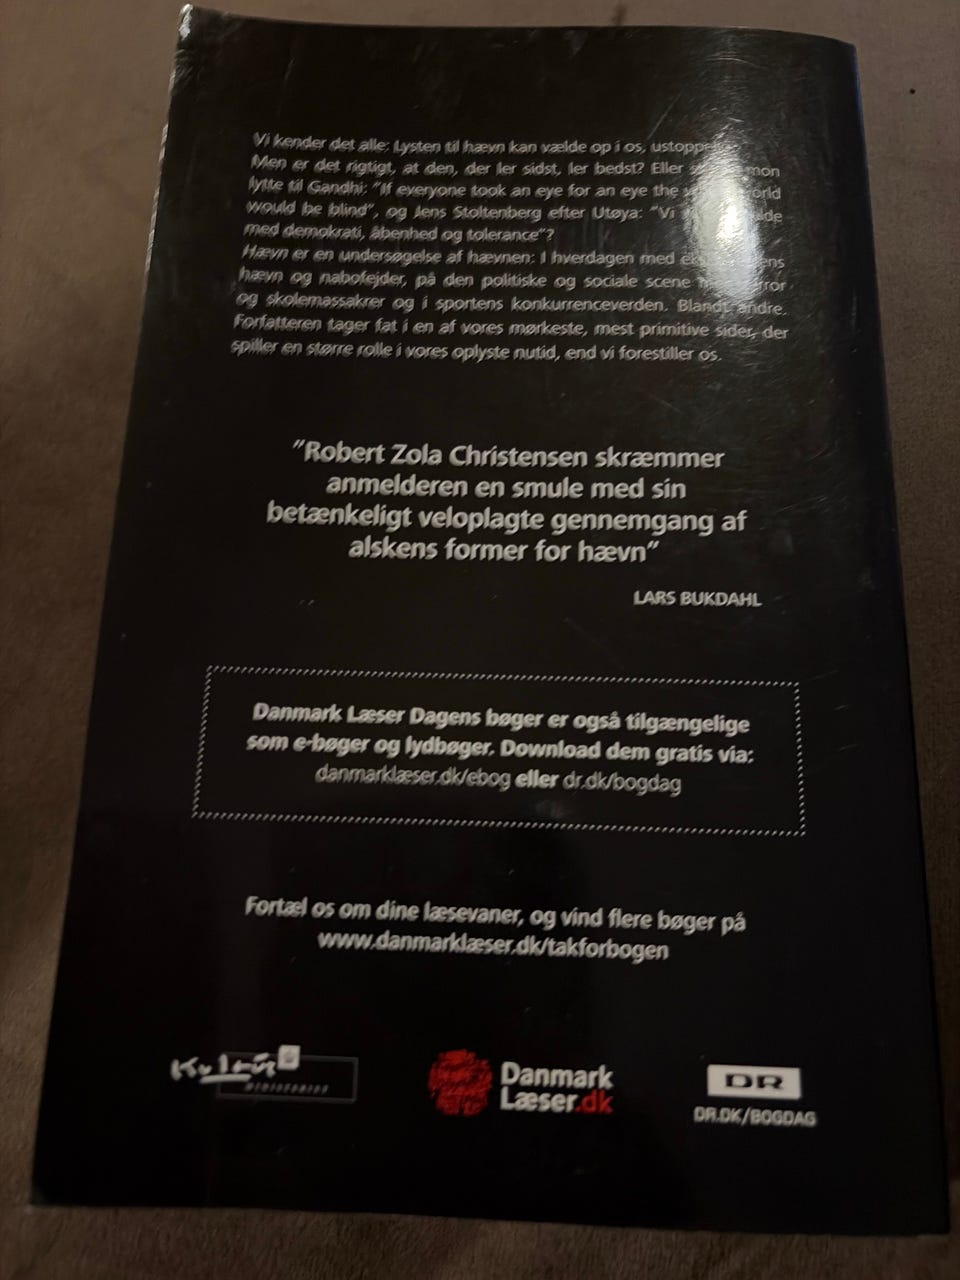 Vi kender det alle: Lysten til hævn kan vælde op i os,
Men er det rigtigt, at den, der ler sidst, ler bedst? Eller
lytte til Gandhi: "If everyone took an eye for an eye the world
would be blind", og Jens Stoltenberg efter Utøya: "Vi
med demokrati, åbenhed og tolerance"?
Hævn er en undersøgelse af hævnen: I hverdagen med
hævn og nabofejder, på den politiske og sociale scene
og skolemassakrer og i sportens konkurrenceverden. Blandt andre.
Forfatteren tager fat i en af vores mørkeste, mest primitive sider, der
spiller en større rolle i vores oplyste nutid, end vi forestiller os.
"Robert Zola Christensen skræmmer
anmelderen en smule med sin
betænkeligt veloplagte gennemgang af
alskens former for hævn"
LARS BUKDAHL
Danmark Læser Dagens bøger er også tilgængelige
som e-bøger og lydbøger. Download dem gratis via:
danmarklæser.dk/ebog eller dr.dk/bogdag
Fortæl os om dine læsevaner, og vind flere bøger på
www.danmarklæser.dk/takforbogen
Kultur
MINISTERIET
Danmark
Læser.dk
DR
DR.DK/BOGDAG